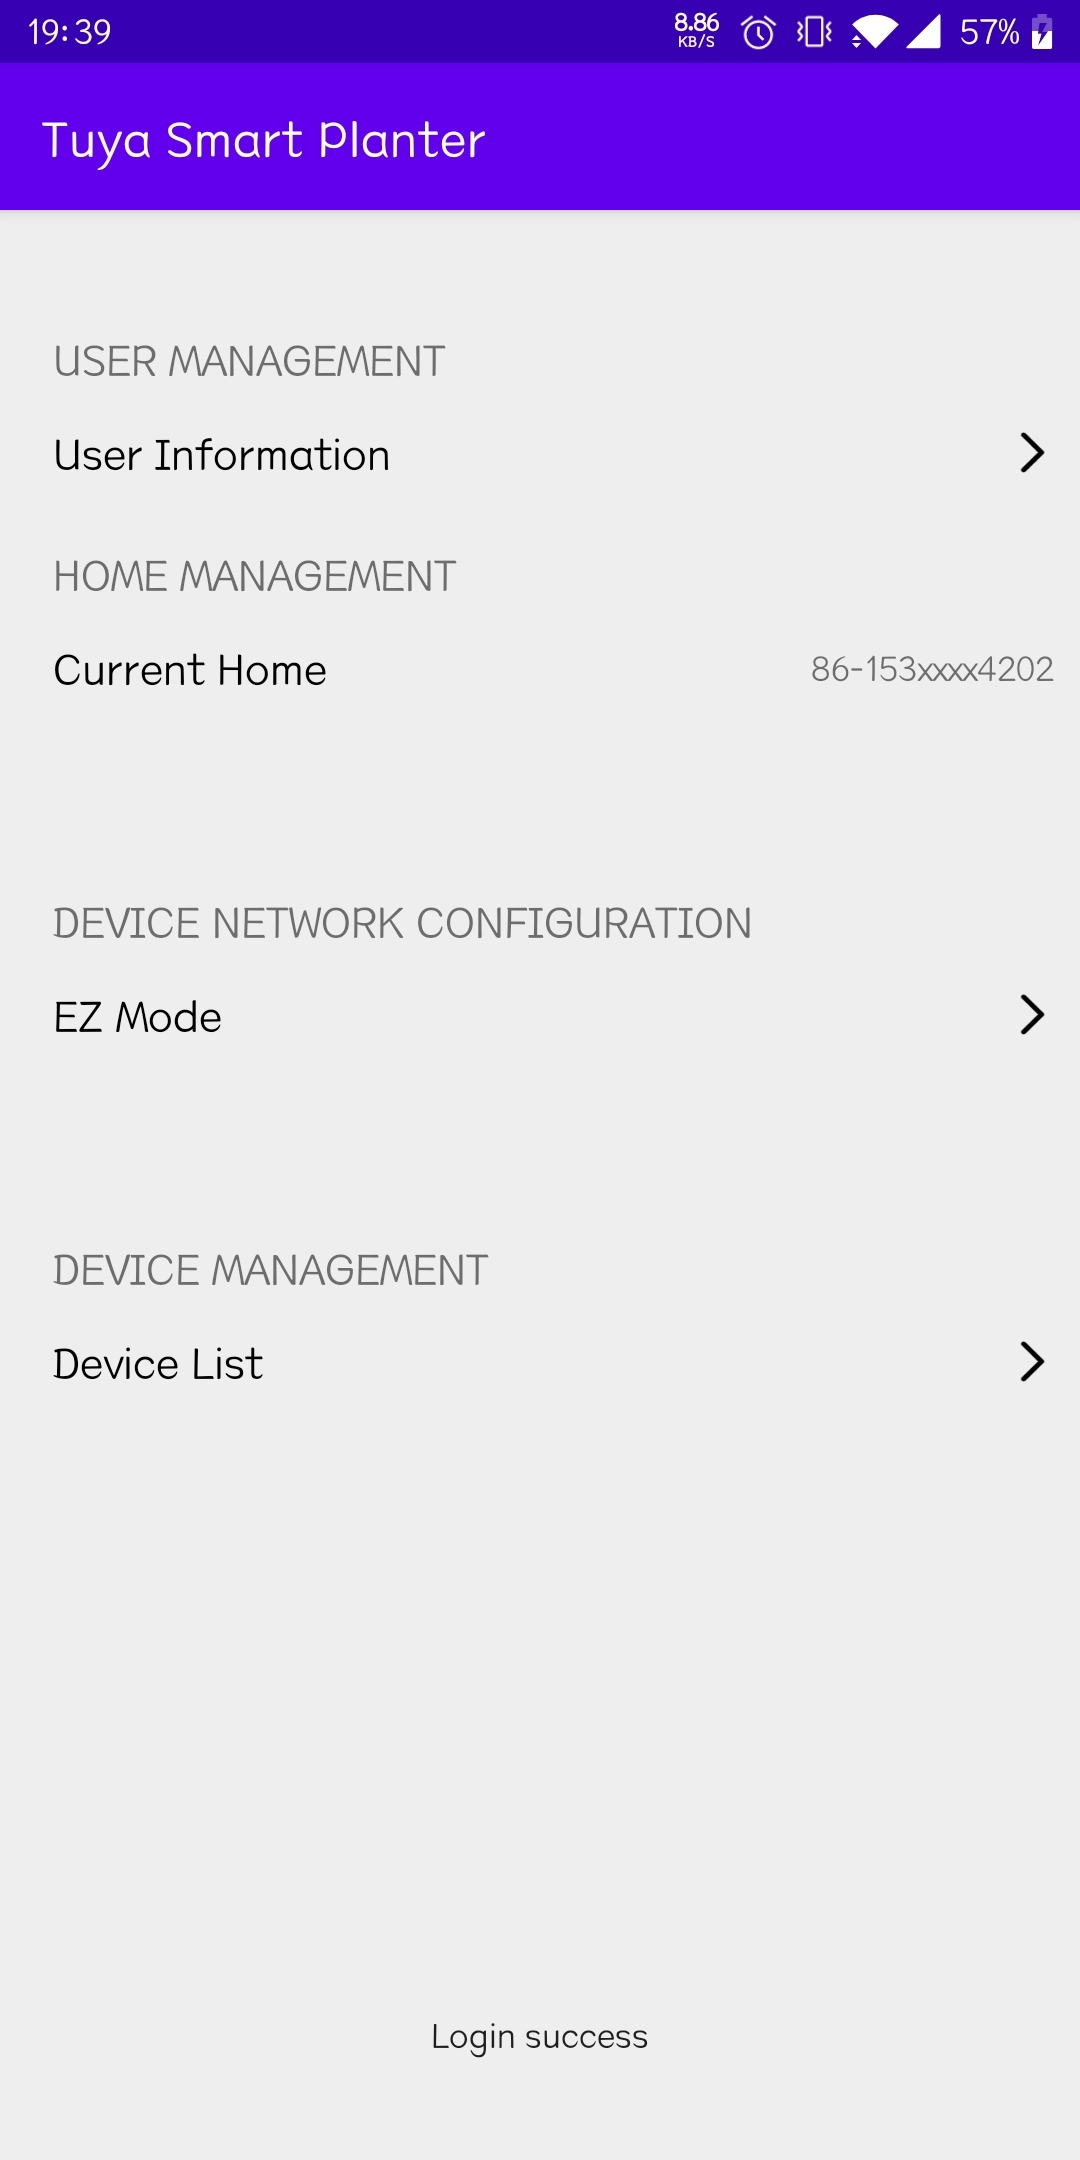 19:39
8.86
KB/S
57%
Tuya Smart Planter
USER MANAGEMENT
User Information
HOME MANAGEMENT
Current Home
86-153xxxx4202
DEVICE NETWORK CONFIGURATION
EZ Mode
DEVICE MANAGEMENT
Device List
Login success